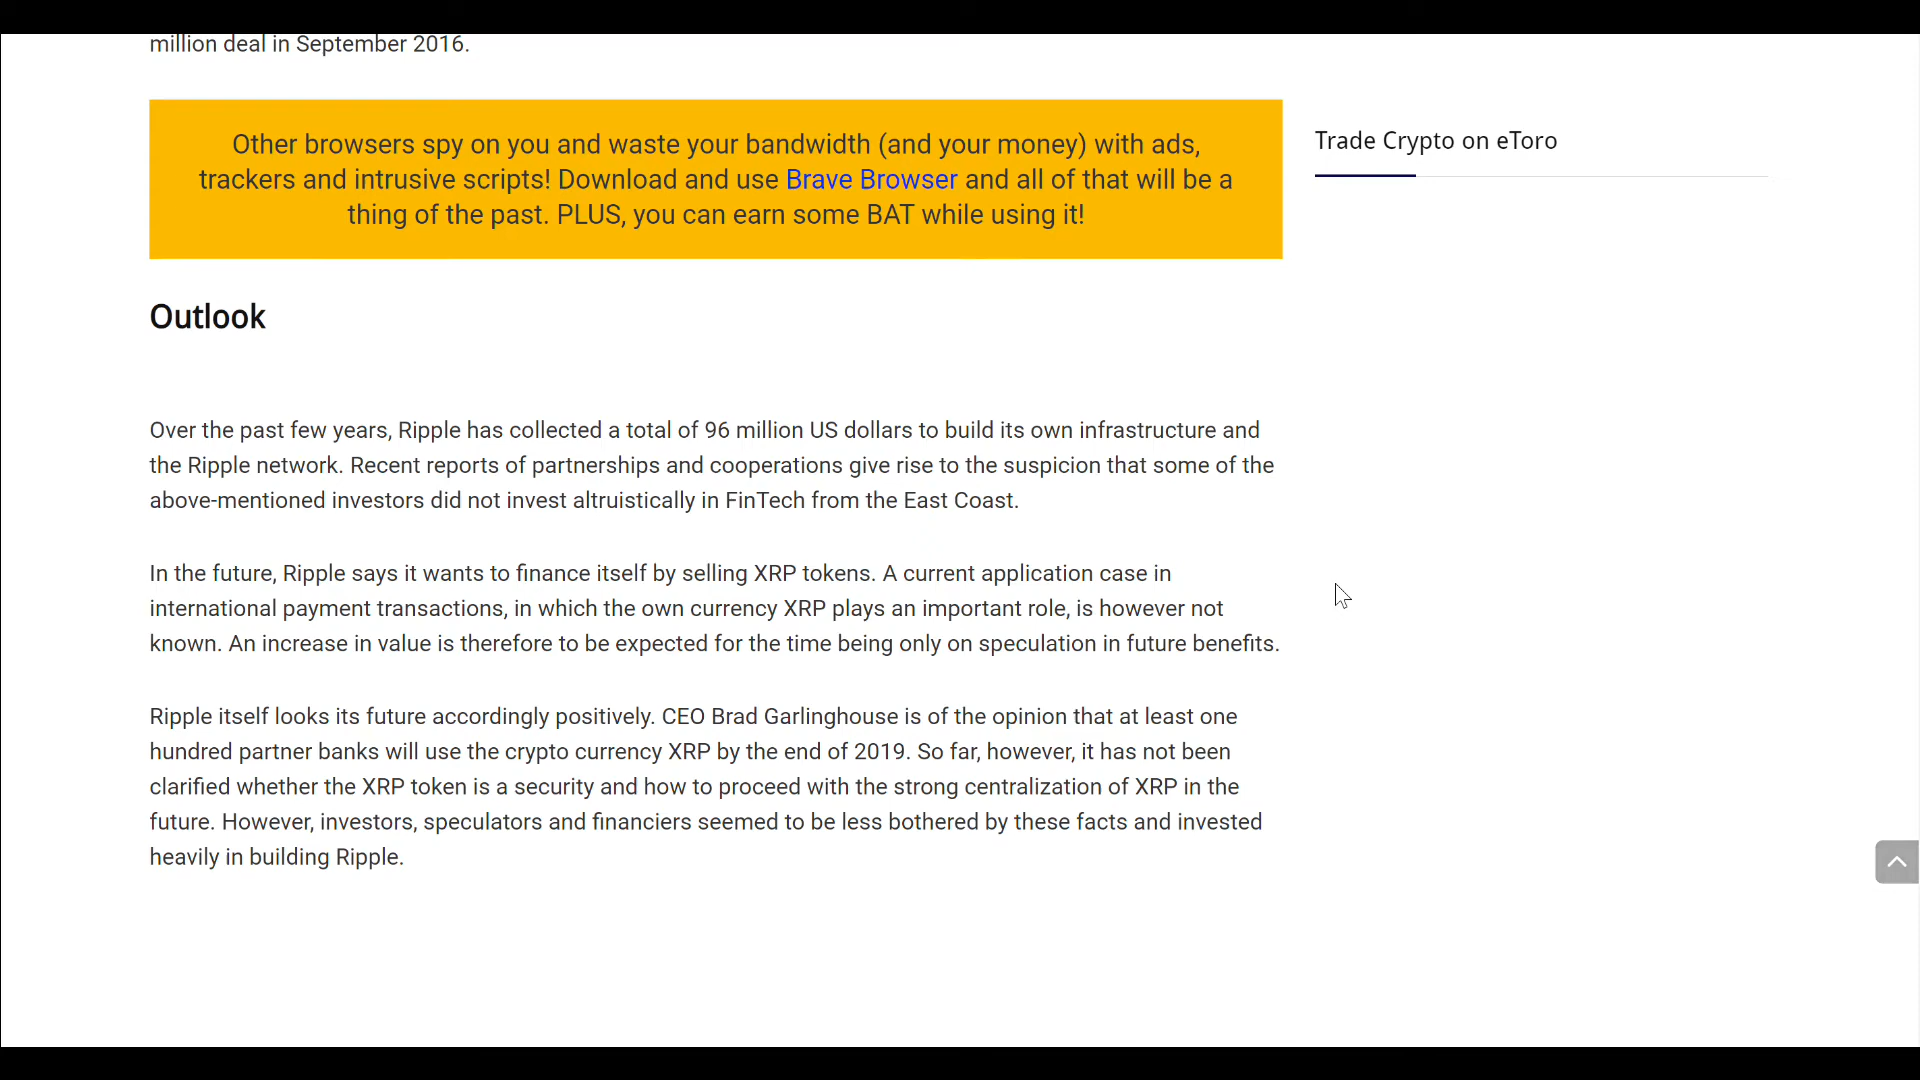 million deal in September 2016.
Other browsers spy on you and waste your bandwidth (and your money) with ads,
trackers and intrusive scripts! Download and use Brave Browser and all of that will be a
thing of the past. PLUS, you can earn some BAT while using it!
Trade Crypto on eToro
Outlook
Over the past few years, Ripple has collected a total of 96 million US dollars to build its own infrastructure and
the Ripple network. Recent reports of partnerships and cooperations give rise to the suspicion that some of the
above-mentioned investors did not invest altruistically in FinTech from the East Coast.
In the future, Ripple says it wants to finance itself by selling XRP tokens. A current application case in
international payment transactions, in which the own currency XRP plays an important role, is however not
known. An increase in value is therefore to be expected for the time being only on speculation in future benefits.
Ripple itself looks its future accordingly positively. CEO Brad Garlinghouse is of the opinion that at least one
hundred partner banks will use the crypto currency XRP by the end of 2019. So far, however, it has not been
clarified whether the XRP token is a security and how to proceed with the strong centralization of XRP in the
future. However, investors, speculators and financiers seemed to be less bothered by these facts and invested
heavily in building Ripple.